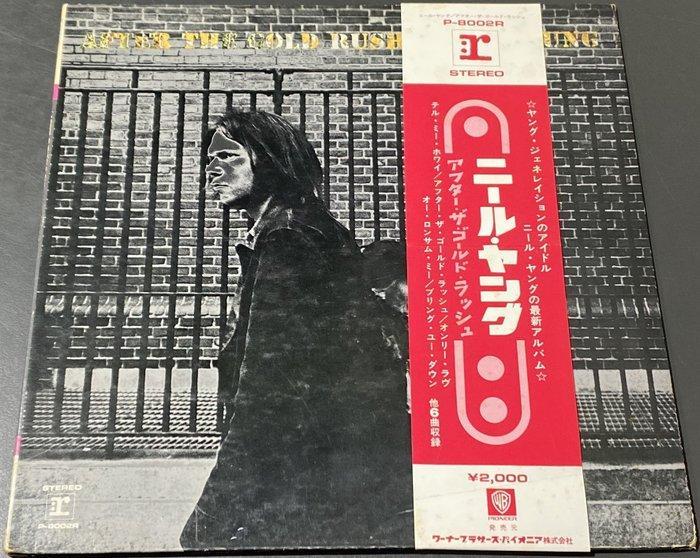 AFTER THE GOLD RUSH
ニール・ヤング/アフター・ザ・ゴールド・ラッシュ
P-8002R
r
STEREO
☆ヤング・ジェネレイションのアイドル
ニール・ヤングの最新アルバム☆
ニール・ヤング
アフター・ザ・ゴールド・ラッシュ
テル・ミー・ホワイ/アフター・ザ・ゴールド・ラッシュ/オンリー・ラヴ
オー・ロンサム・ミー/ブリング・ユー・ダウン
他6曲収録
¥2,000
WB
PIONEER
発売元
ワーナーブラザース・パイオニア株式会社
STEREO
r
P-8002R